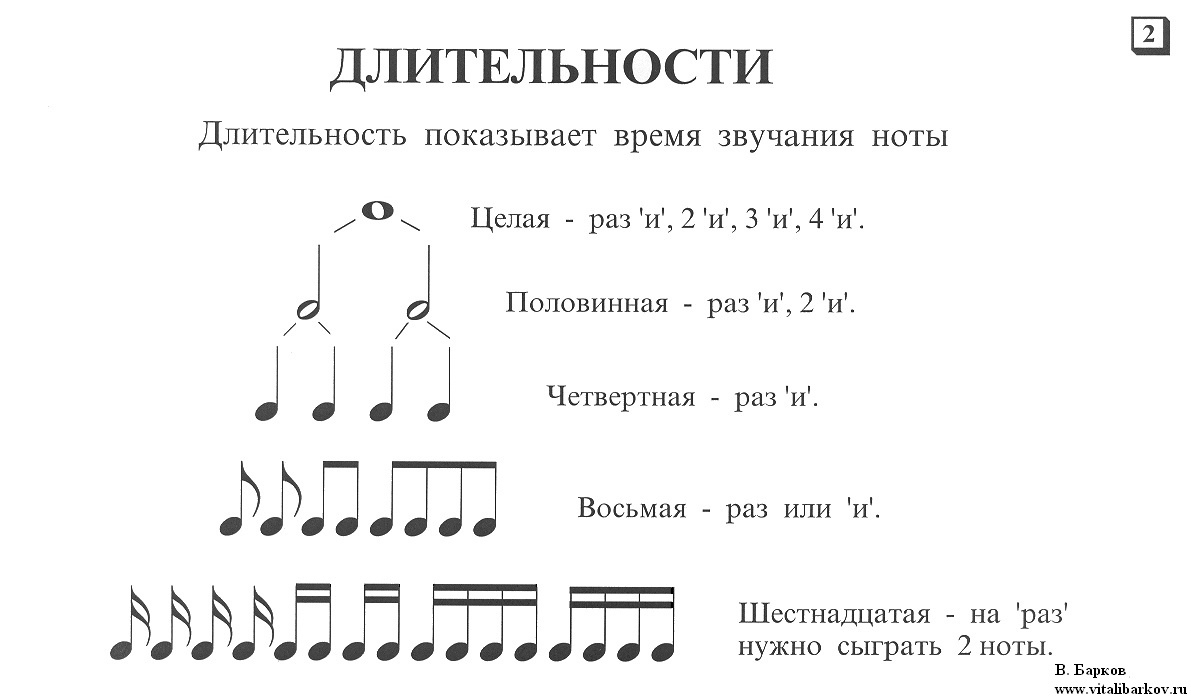 2
ДЛИТЕЛЬНОСТИ
Длительность показывает время звучания ноты
Целая - раз 'и', 2 'и', 3 'и', 4 'и'.
Половинная - раз 'и', 2 'и'.
Четвертная - раз 'и'.
Восьмая - раз или 'и'.
Шестнадцатая - на 'раз'
нужно сыграть 2 ноты.
В. Барков
www.vitalibarkov.ru